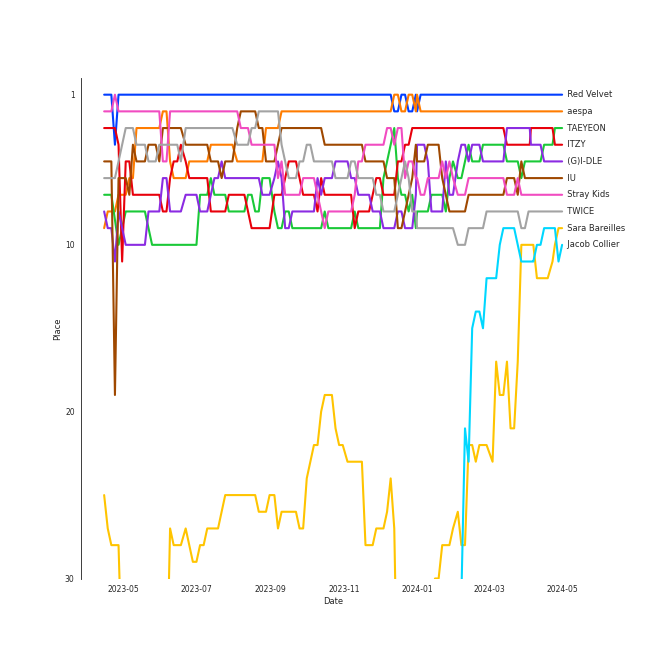 1
10
20
30
Place
2023-05
2023-07
2023-09
2023-11
2024-01
2024-03
2024-05
Date
Red Velvet
aespa
TAEYEON
ITZY
(G)I-DLE
IU
Stray Kids
TWICE
Sara Bareilles
Jacob Collier